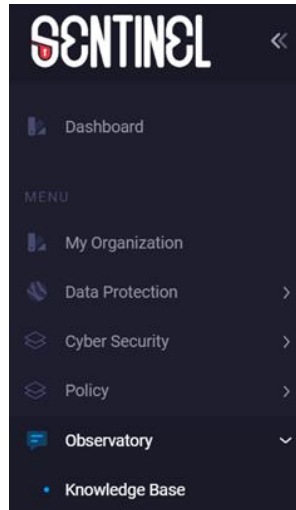 SENTINEL
Dashboard
MENU
My Organization
Data Protection
Cyber Security
Policy
Observatory
Knowledge Base